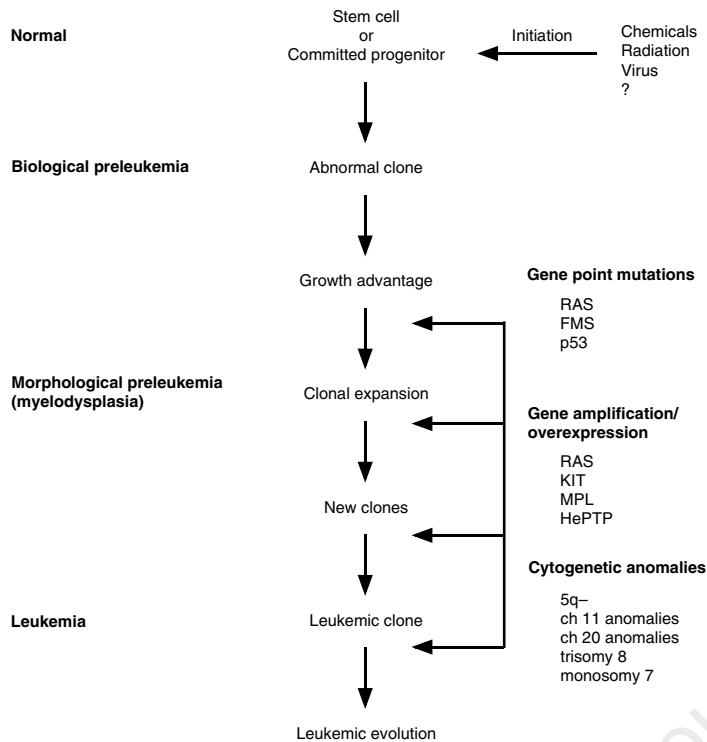 Normal
Stem cell
or
Committed progenitor
Initiation
Chemicals
Radiation
Virus
?
Biological preleukemia
Abnormal clone
Growth advantage
Gene point mutations
RAS
FMS
p53
Morphological preleukemia
(myelodysplasia)
Clonal expansion
Gene amplification/
overexpression
RAS
KIT
MPL
HePTP
New clones
Cytogenetic anomalies
5q–
ch 11 anomalies
ch 20 anomalies
trisomy 8
monosomy 7
Leukemia
Leukemic clone
Leukemic evolution